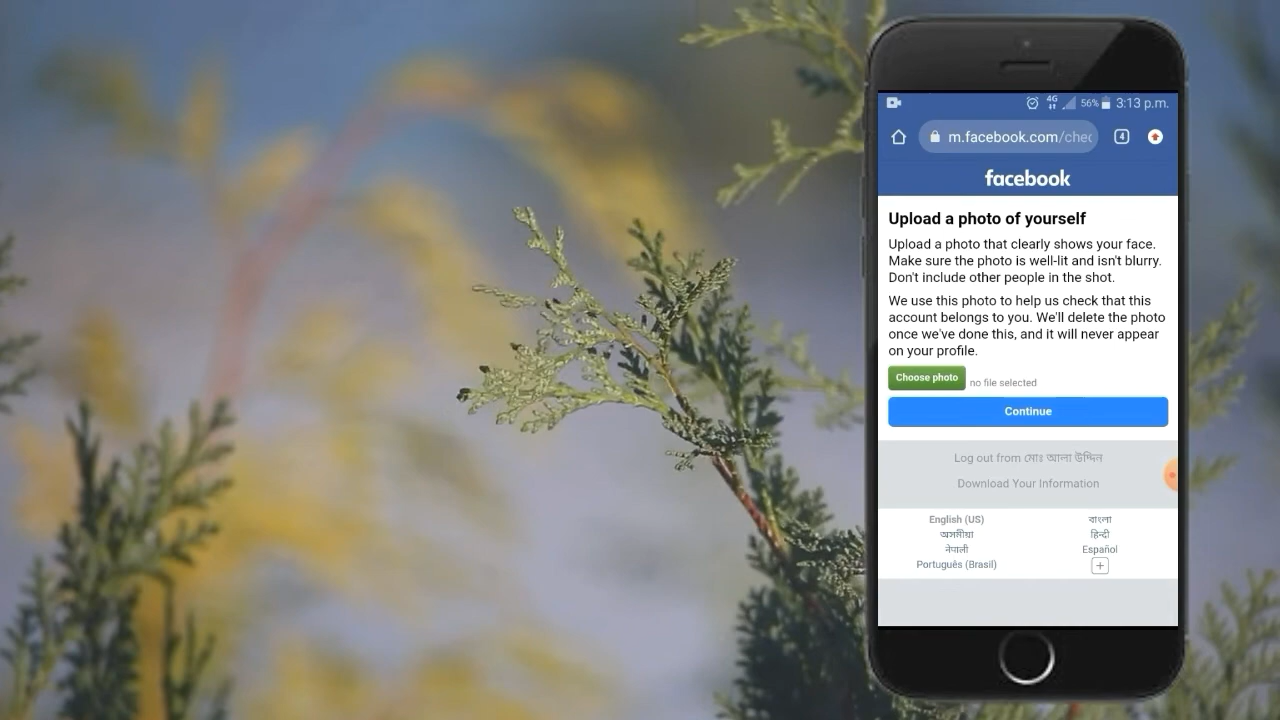 4G 56% 3:13 p.m.
m.facebook.com/chec 4
facebook
Upload a photo of yourself
Upload a photo that clearly shows your face.
Make sure the photo is well-lit and isn't blurry.
Don't include other people in the shot.
We use this photo to help us check that this
account belongs to you. We'll delete the photo
once we've done this, and it will never appear
on your profile.
Choose photo no file selected
Continue
Log out from মোঃ আলা উদ্দিন
Download Your Information
English (US) বাংলা
অসমীয়া हिन्दी
नेपाली Español
Português (Brasil) +